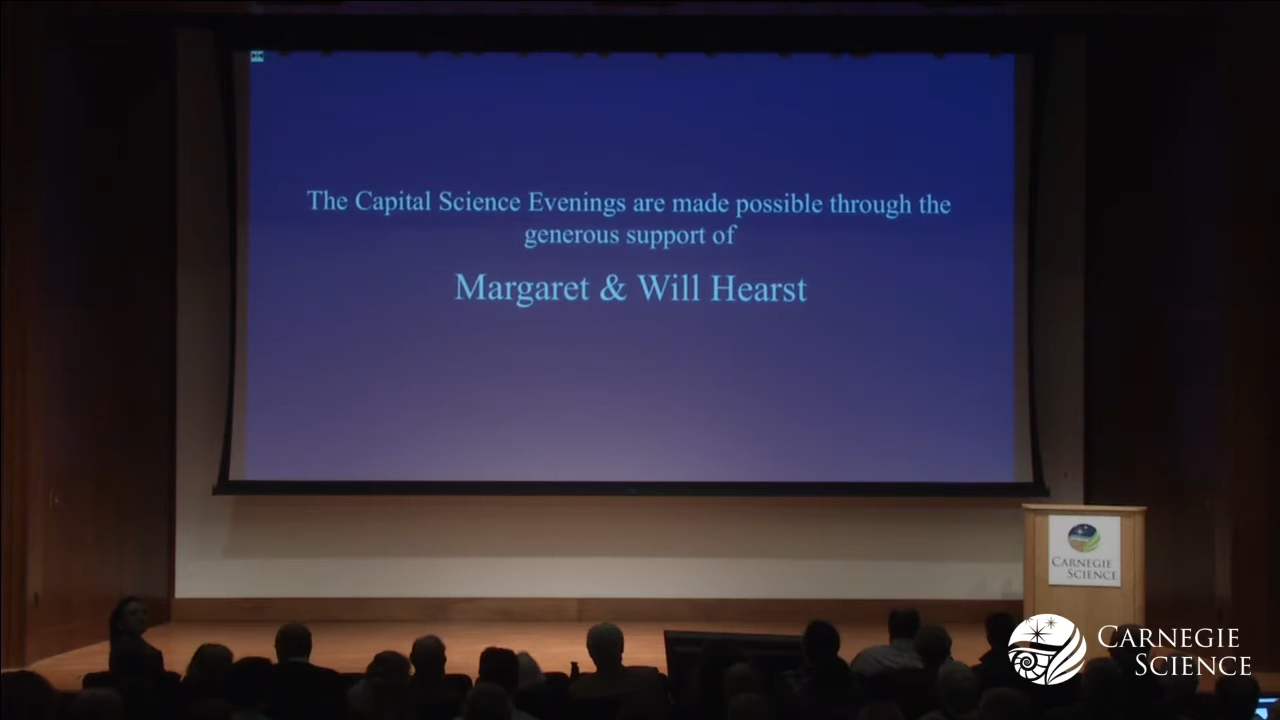 The Capital Science Evenings are made possible through the
generous support of
Margaret & Will Hearst
CARNEGIE
SCIENCE
CARNEGIE
SCIENCE